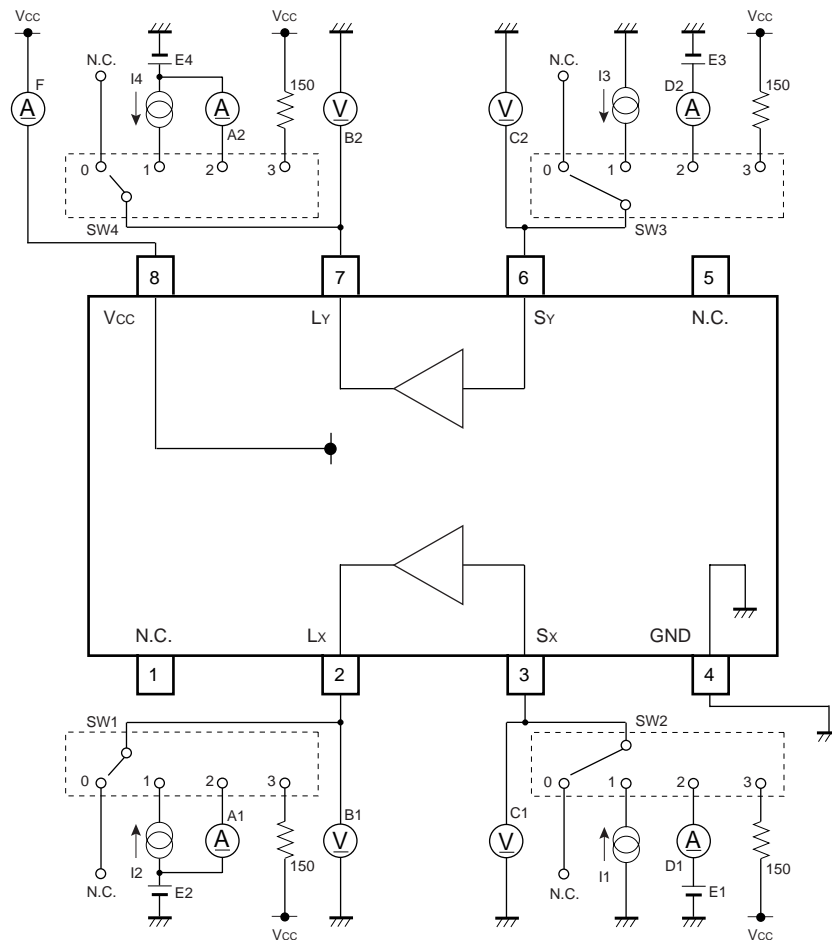 VCC VCC VCC
E4 E3
N.C. N.C.
F I4 150 I3 D2 150
A A V V A
A2 B2 C2
0 1 2 3 0 1 2 3
SW4 SW3
8 7 6 5
VCC LY SY N.C.
N.C. LX SX GND
1 2 3 4
SW1 SW2
0 1 2 3 0 1 2 3
A1 B1 C1
A V V A
I2 150 I1 D1 150
N.C. E2 N.C. E1
VCC VCC